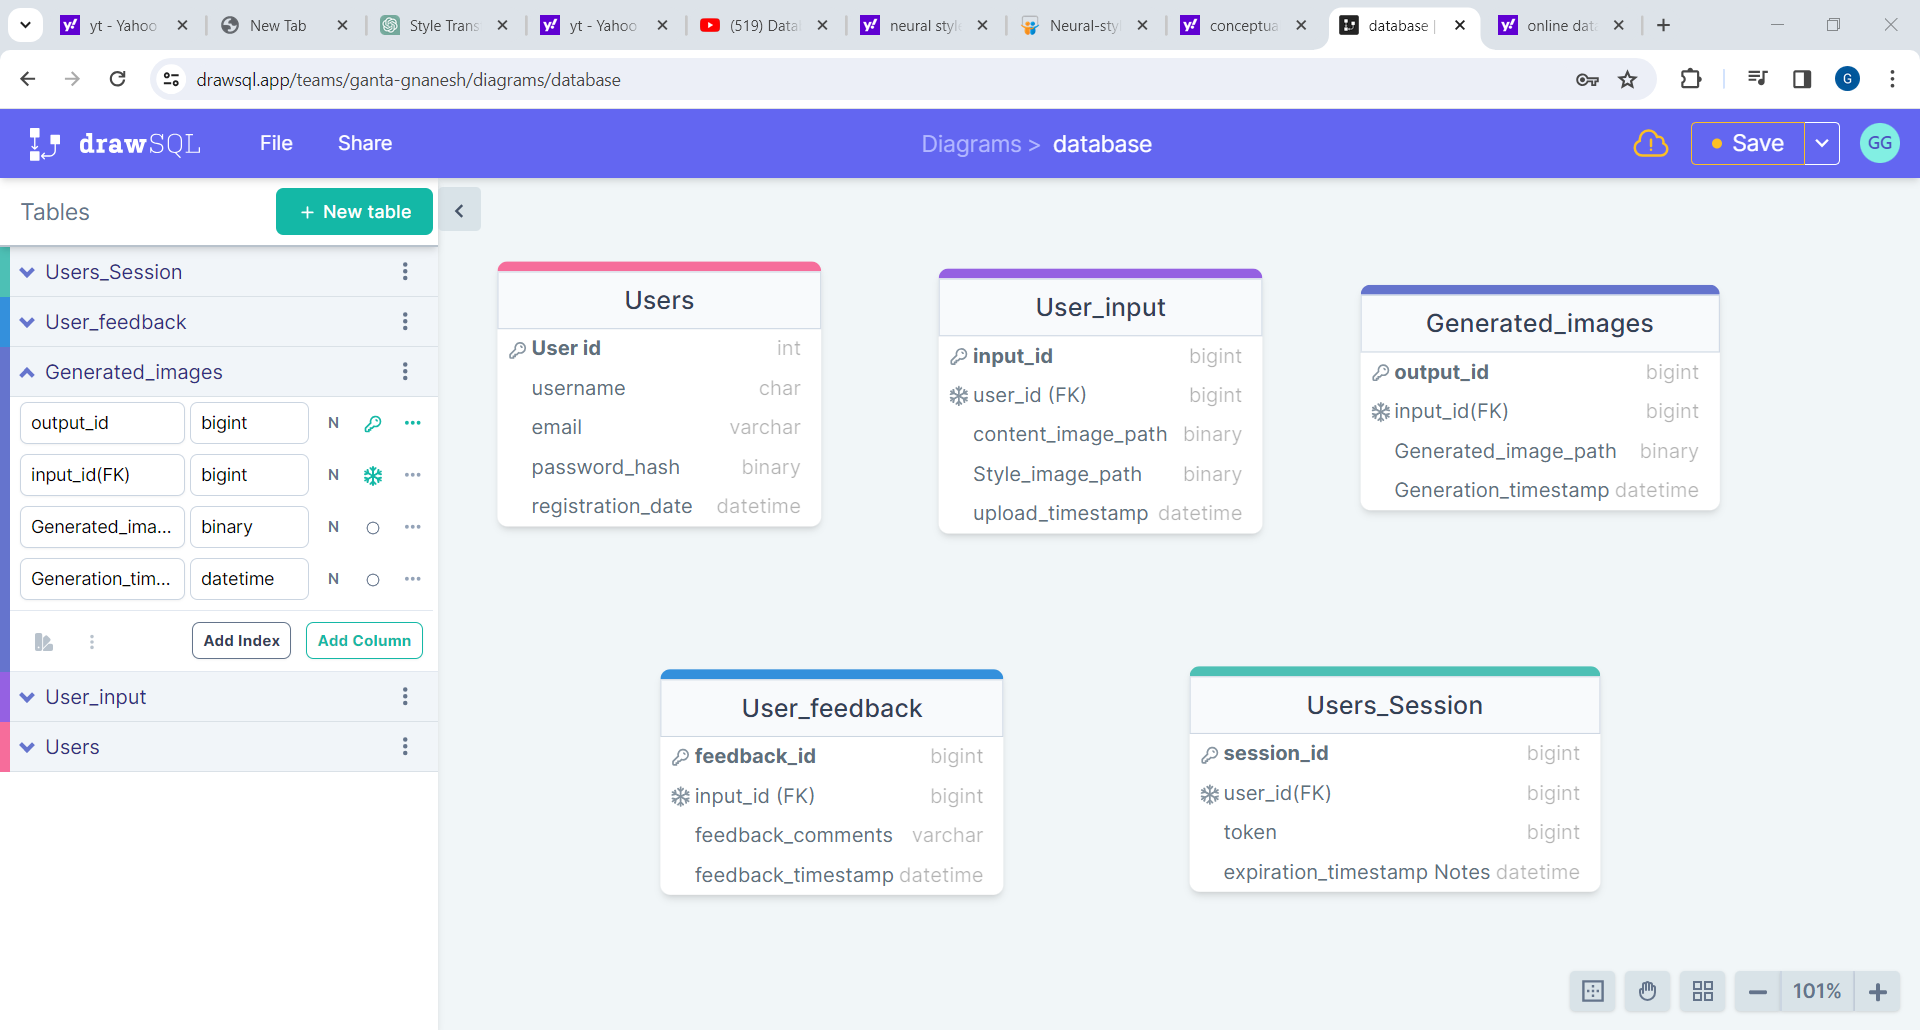 yt - Yahoo
New Tab
Style Trans
yt - Yahoo
(519) Datal
neural style
Neural-styl
conceptua
database |
online data
drawsql.app/teams/ganta-gnanesh/diagrams/database
G
drawSQL
File
Share
Diagrams > database
Save
GG
Tables
+ New table
Users_Session
User_feedback
Generated_images
output_id bigint N
input_id(FK) bigint N
Generated_ima... binary N
Generation_tim... datetime N
Add Index
Add Column
User_input
Users
Users
User id int
username char
email varchar
password_hash binary
registration_date datetime
User_input
input_id bigint
user_id (FK) bigint
content_image_path binary
Style_image_path binary
upload_timestamp datetime
Generated_images
output_id bigint
input_id(FK) bigint
Generated_image_path binary
Generation_timestamp datetime
User_feedback
feedback_id bigint
input_id (FK) bigint
feedback_comments varchar
feedback_timestamp datetime
Users_Session
session_id bigint
user_id(FK) bigint
token bigint
expiration_timestamp Notes datetime
101%